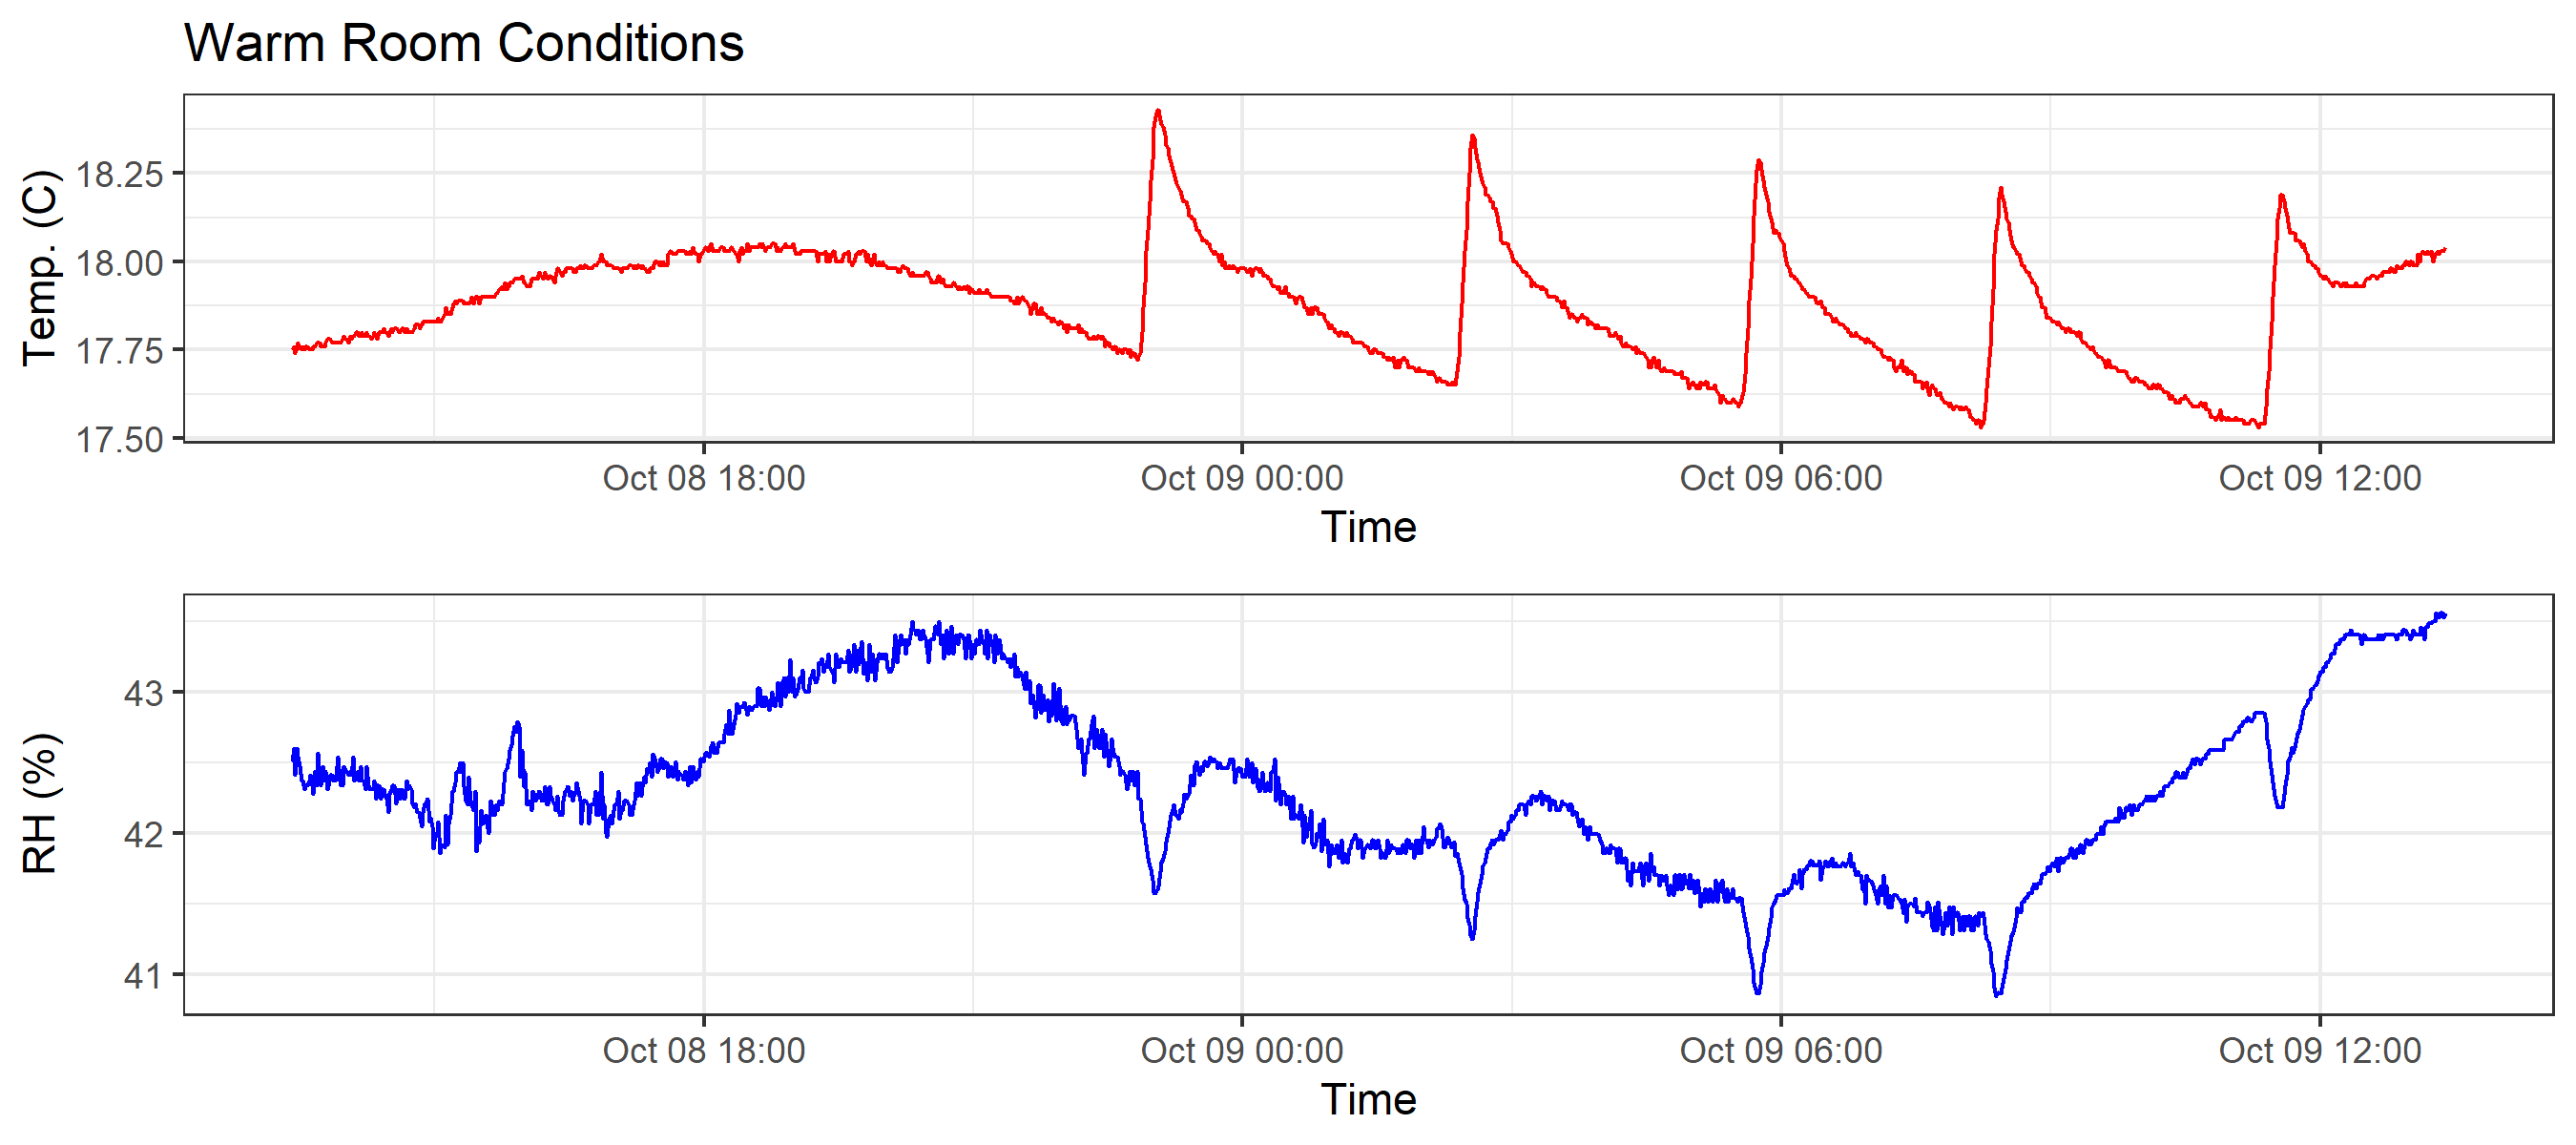 Warm Room Conditions
Temp. (C)
18.25
18.00
17.75
17.50
Oct 08 18:00 Oct 09 00:00 Oct 09 06:00 Oct 09 12:00
Time
RH (%)
43
42
41
Oct 08 18:00 Oct 09 00:00 Oct 09 06:00 Oct 09 12:00
Time